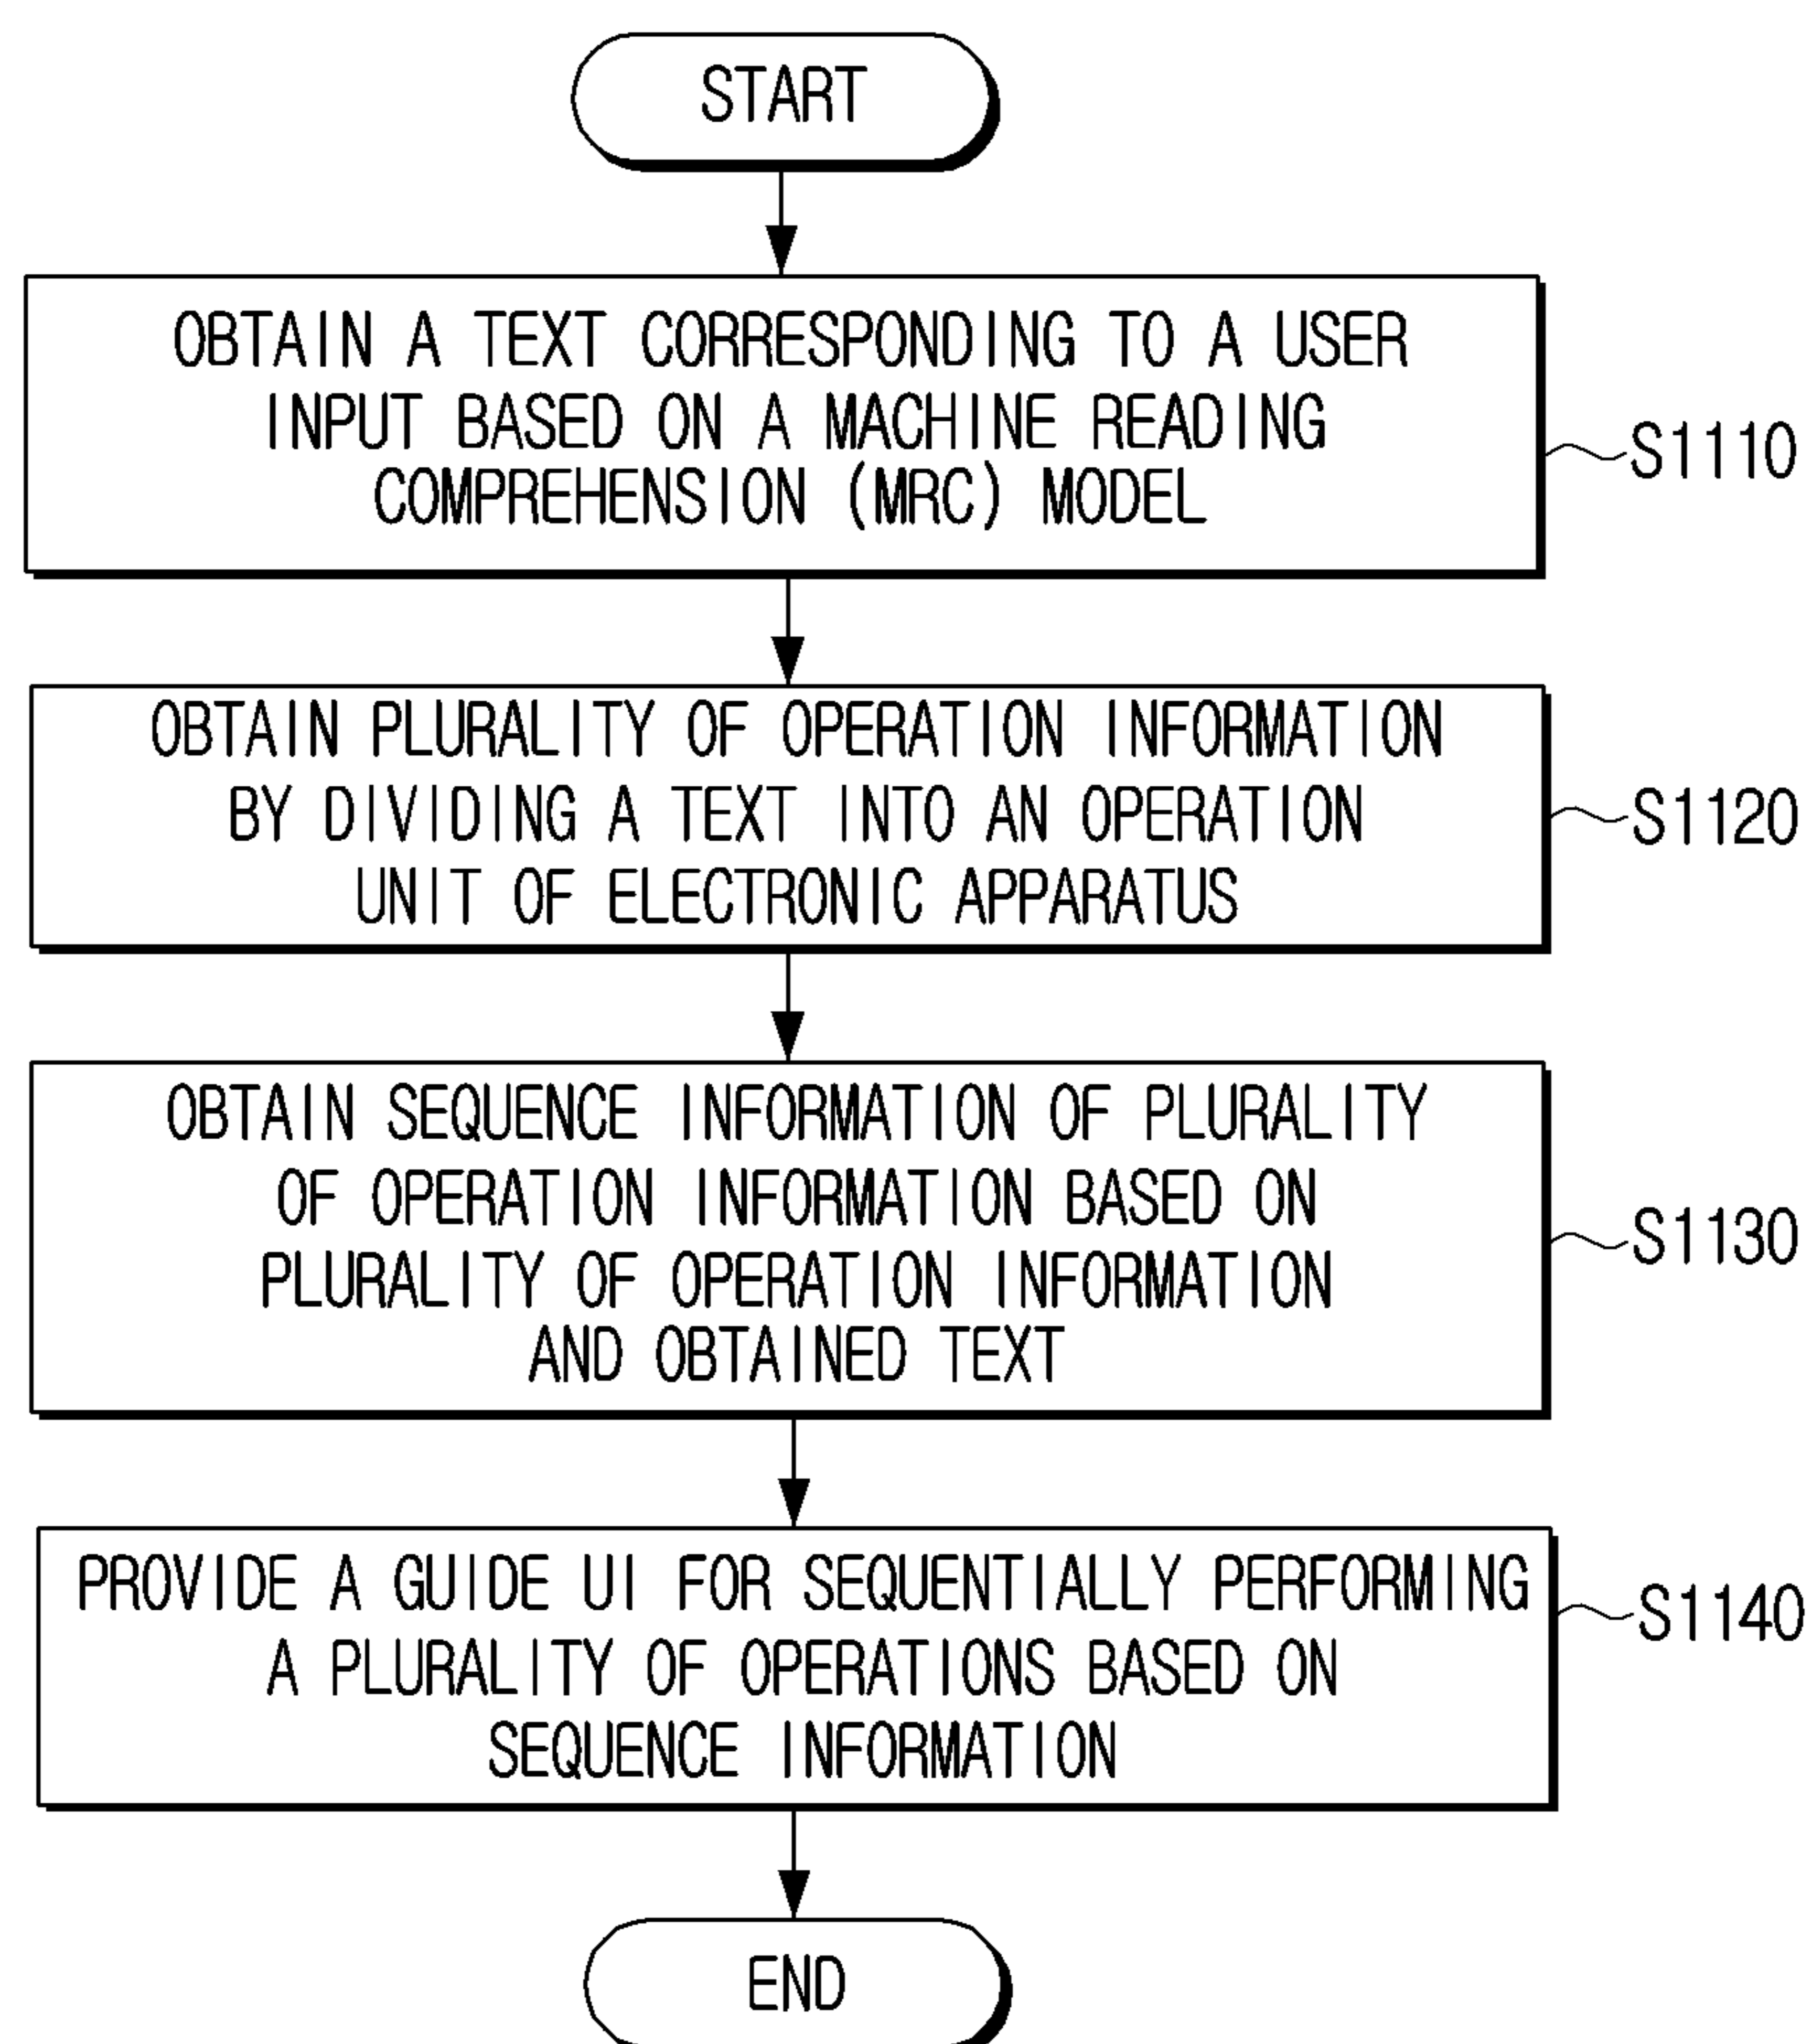 START
OBTAIN A TEXT CORRESPONDING TO A USER
INPUT BASED ON A MACHINE READING
COMPREHENSION (MRC) MODEL
S1110
OBTAIN PLURALITY OF OPERATION INFORMATION
BY DIVIDING A TEXT INTO AN OPERATION
UNIT OF ELECTRONIC APPARATUS
S1120
OBTAIN SEQUENCE INFORMATION OF PLURALITY
OF OPERATION INFORMATION BASED ON
PLURALITY OF OPERATION INFORMATION
AND OBTAINED TEXT
S1130
PROVIDE A GUIDE UI FOR SEQUENTIALLY PERFORMING
A PLURALITY OF OPERATIONS BASED ON
SEQUENCE INFORMATION
S1140
END